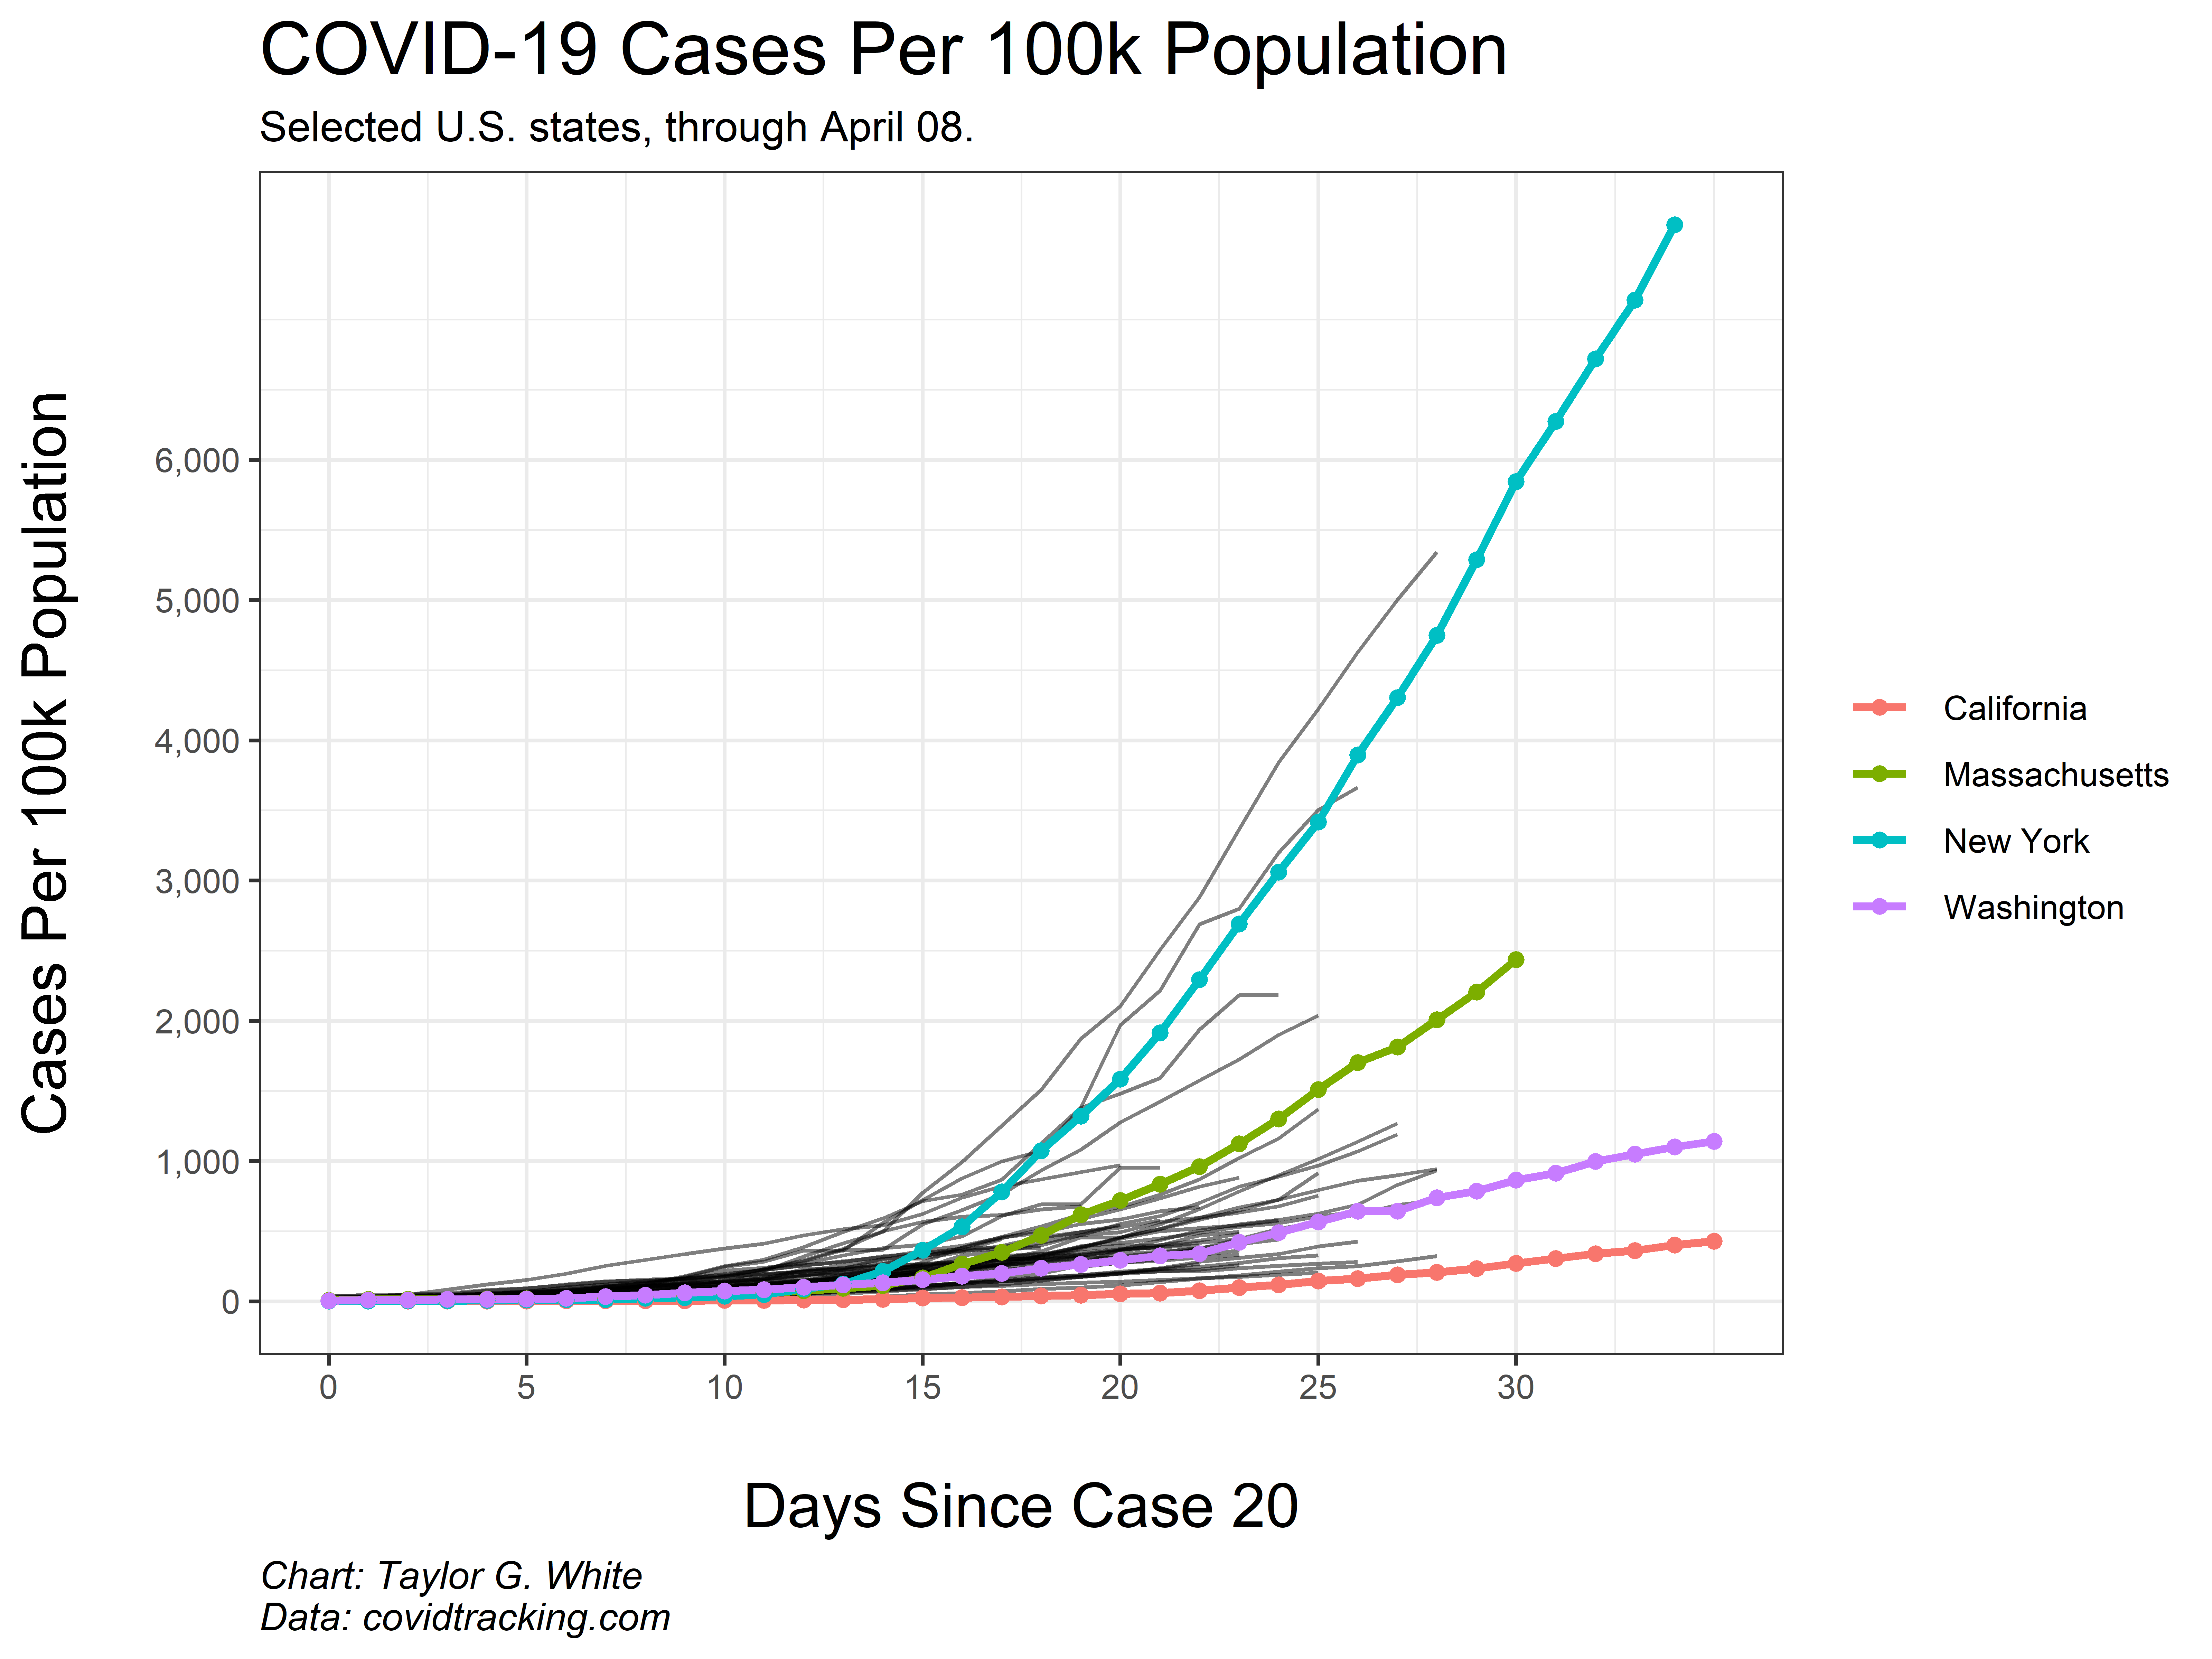 COVID-19 Cases Per 100k Population
Selected U.S. states, through April 08.
Cases Per 100k Population
6,000
5,000
4,000
3,000
2,000
1,000
0
0 5 10 15 20 25 30
Days Since Case 20
California
Massachusetts
New York
Washington
Chart: Taylor G. White
Data: covidtracking.com